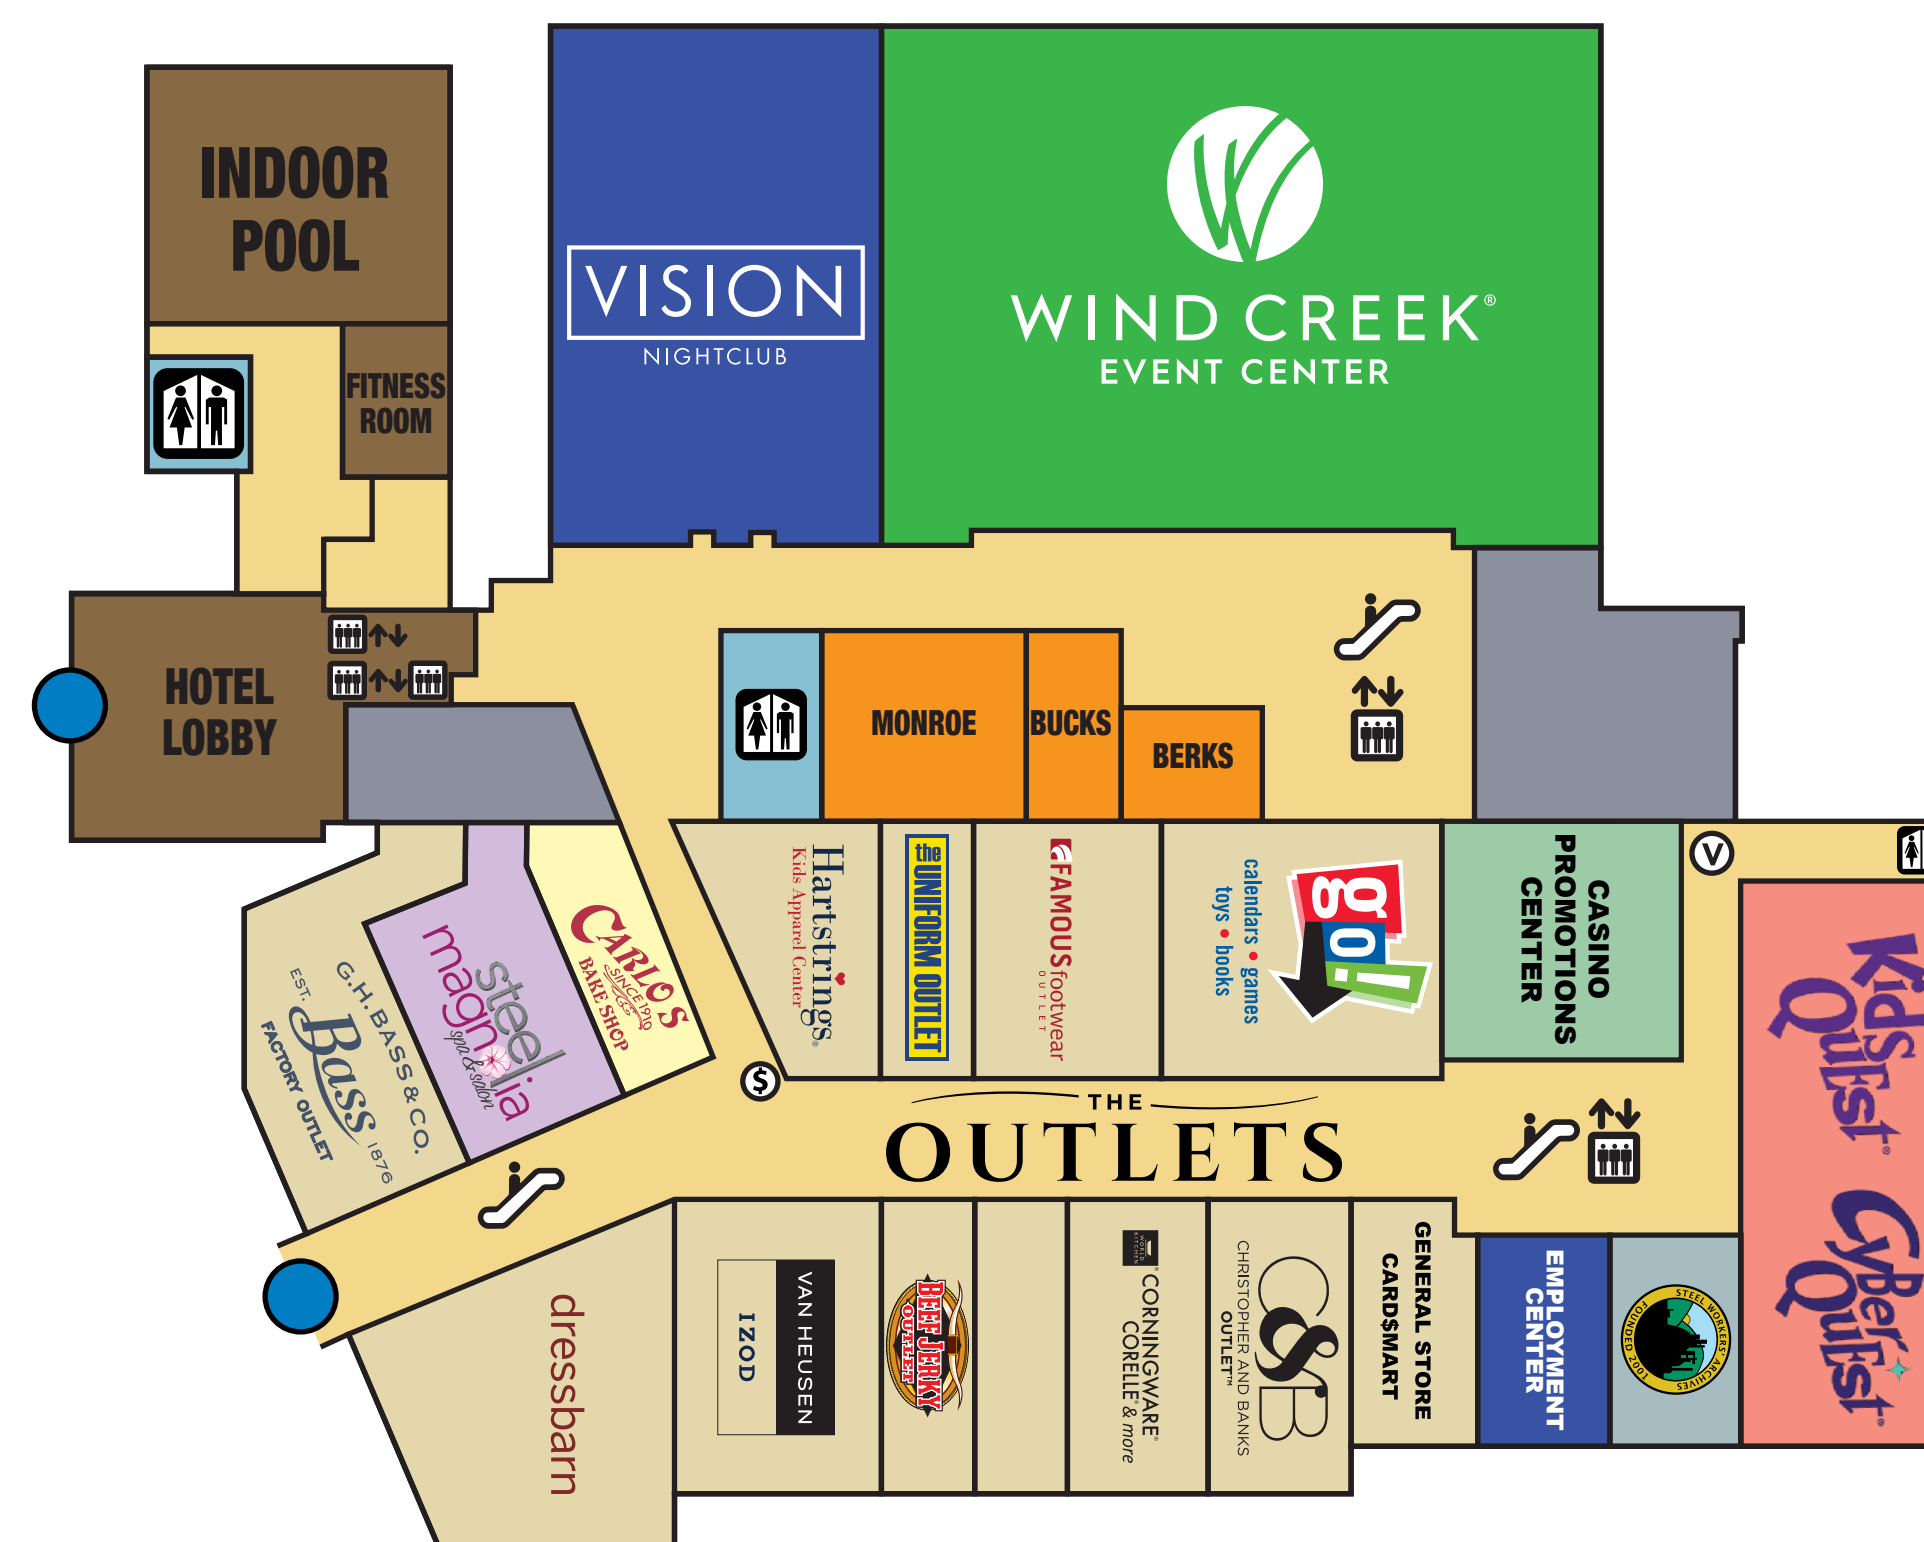 INDOOR
POOL
FITNESS
ROOM
HOTEL
LOBBY
VISION
NIGHTCLUB
WIND CREEK®
EVENT CENTER
MONROE
BUCKS
BERKS
Hartstrings®
Kids Apparel Center
the UNIFORM OUTLET
FAMOUS footwear
OUTLET
go!
calendars • games
toys • books
CASINO
PROMOTIONS
CENTER
V
G.H. BASS & CO.
EST. Bass 1876
FACTORY OUTLET
steel
magnolia
spa & salon
CARLO'S
SINCE 1910
BAKE SHOP
$
THE
OUTLETS
Kids
Quest®
Cyber
Quest®
dressbarn
VAN HEUSEN
IZOD
BEEF JERKY
OUTLET
WORLD
KITCHEN
CORNINGWARE®
CORELLE® & more
C&B
CHRISTOPHER AND BANKS
OUTLET™
GENERAL STORE
CARD$MART
EMPLOYMENT
CENTER
STEEL WORKERS' ARCHIVES
FOUNDED 2001